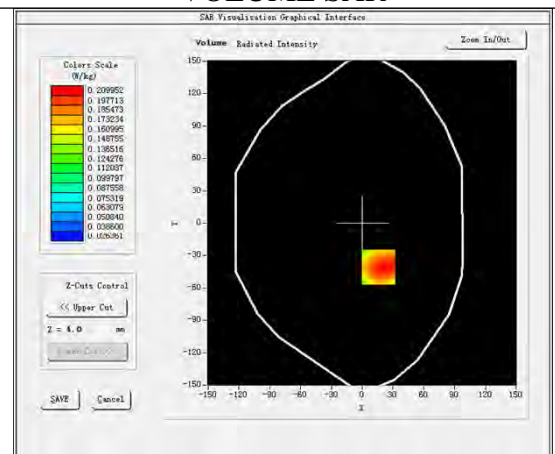 VOLUME SAR
SAR Visualisation Graphical Interface
Volume Radiated Intensity
Zoom In/Out
Colors Scale
(W/kg)
0.209952
0.197713
0.185473
0.173234
0.160995
0.148755
0.136516
0.124276
0.112037
0.099797
0.087558
0.075319
0.063079
0.050840
0.038600
0.026361
150
120
90
60
30
0
-30
-60
-90
-120
-150
Y
-150 -120 -90 -60 -30 0 30 60 90 120 150
X
Z-Cuts Control
<< Upper Cut
Z = 4.0 mm
SAVE Cancel